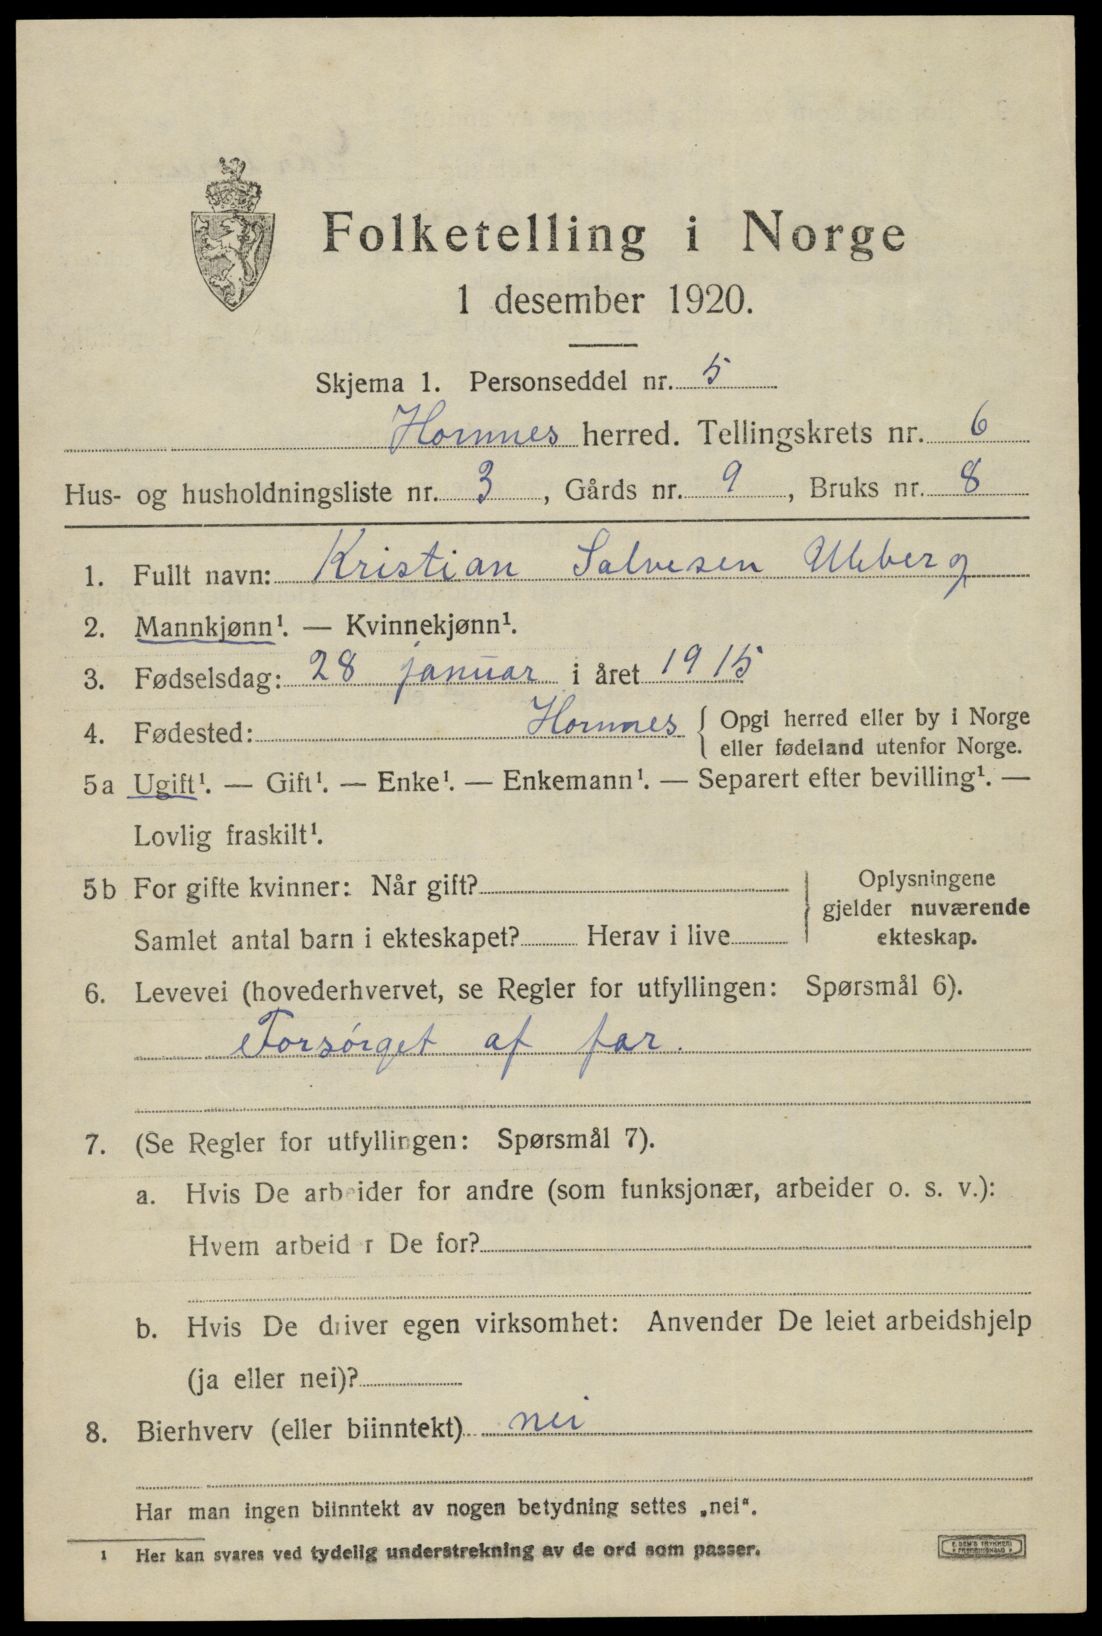 Folketelling i Norge
1 desember 1920.
Skjema 1. Personseddel nr. 5
Hornnes herred. Tellingskrets nr. 6
Hus- og husholdningsliste nr. 3, Gårds nr. 9, Bruks nr. 8
1. Fullt navn: Kristian Salvesen Uleberg
2. Mannkjønn¹. — Kvinnekjønn¹.
3. Fødselsdag: 28 januar i året 1915
4. Fødested: Hornnes { Opgi herred eller by i Norge
eller fødeland utenfor Norge.
5a Ugift¹. — Gift¹. — Enke¹. — Enkemann¹. — Separert efter bevilling¹. —
Lovlig fraskilt¹.
5b For gifte kvinner: Når gift?
Samlet antal barn i ekteskapet? Herav i live
Oplysningene
gjelder nuværende
ekteskap.
6. Levevei (hovederhvervet, se Regler for utfyllingen: Spørsmål 6).
Forsørget af far.
7. (Se Regler for utfyllingen: Spørsmål 7).
a. Hvis De arbeider for andre (som funksjonær, arbeider o. s. v.):
Hvem arbeid r De for?
b. Hvis De driver egen virksomhet: Anvender De leiet arbeidshjelp
(ja eller nei)?
8. Bierhverv (eller biinntekt) nei
Har man ingen biinntekt av nogen betydning settes „nei“.
¹ Her kan svares ved tydelig understrekning av de ord som passer.